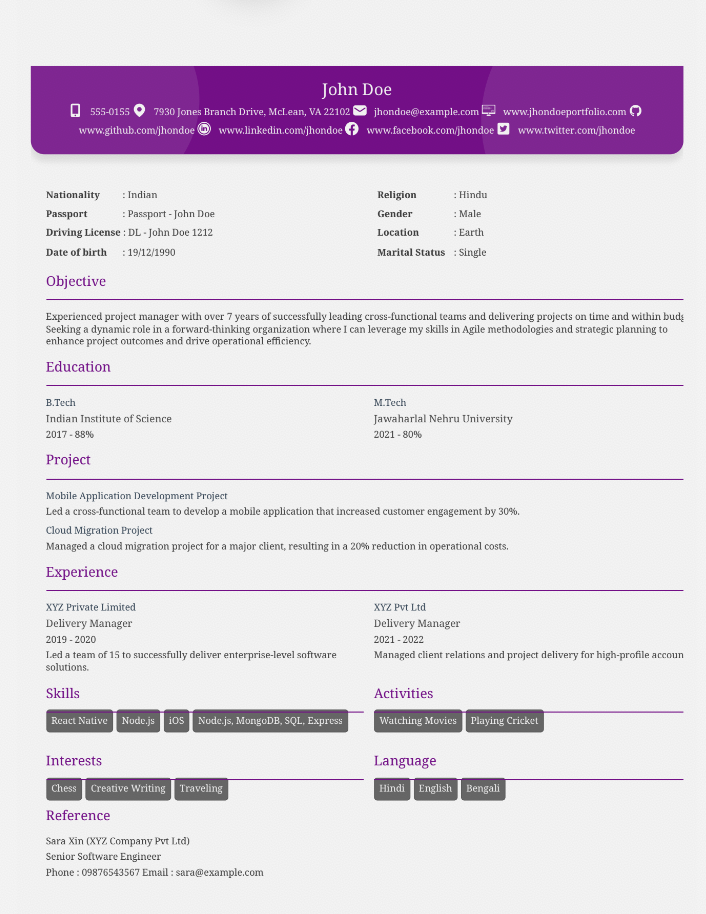 John Doe
555-0155 7930 Jones Branch Drive, McLean, VA 22102 jhondoe@example.com www.jhondoeportfolio.com
www.github.com/jhondoe www.linkedin.com/jhondoe www.facebook.com/jhondoe www.twitter.com/jhondoe
Nationality : Indian Religion : Hindu
Passport : Passport - John Doe Gender : Male
Driving License : DL - John Doe 1212 Location : Earth
Date of birth : 19/12/1990 Marital Status : Single
Objective
Experienced project manager with over 7 years of successfully leading cross-functional teams and delivering projects on time and within
Seeking a dynamic role in a forward-thinking organization where I can leverage my skills in Agile methodologies and strategic planning to
enhance project outcomes and drive operational efficiency.
Education
B.Tech M.Tech
Indian Institute of Science Jawaharlal Nehru University
2017 - 88% 2021 - 80%
Project
Mobile Application Development Project
Led a cross-functional team to develop a mobile application that increased customer engagement by 30%.
Cloud Migration Project
Managed a cloud migration project for a major client, resulting in a 20% reduction in operational costs.
Experience
XYZ Private Limited XYZ Pvt Ltd
Delivery Manager Delivery Manager
2019 - 2020 2021 - 2022
Led a team of 15 to successfully deliver enterprise-level software Managed client relations and project delivery for high-profile accoun
solutions.
Skills Activities
React Native Node.js iOS Node.js, MongoDB, SQL, Express Watching Movies Playing Cricket
Interests Language
Chess Creative Writing Traveling Hindi English Bengali
Reference
Sara Xin (XYZ Company Pvt Ltd)
Senior Software Engineer
Phone : 09876543567 Email : sara@example.com